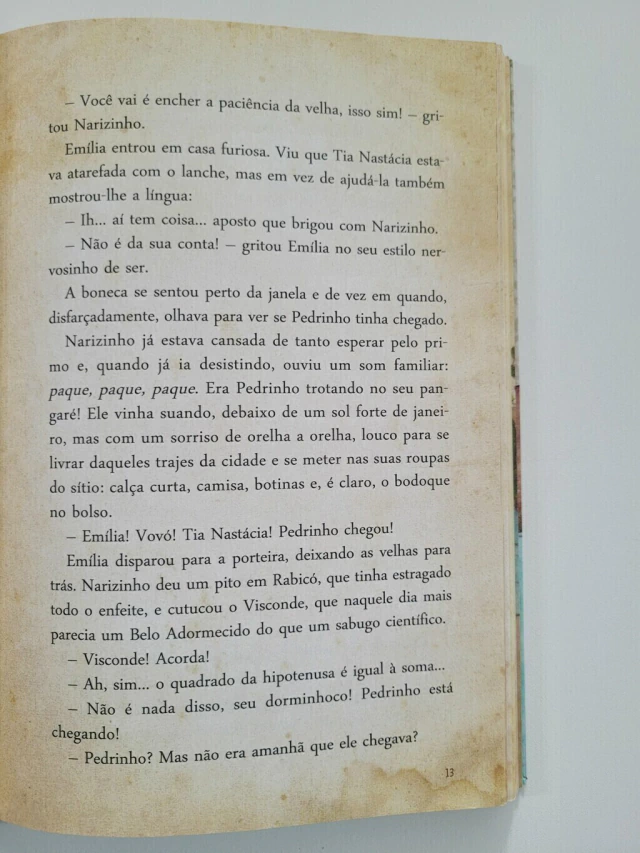 – Você vai é encher a paciência da velha, isso sim! – gri-
tou Narizinho.
Emília entrou em casa furiosa. Viu que Tia Nastácia esta-
va atarefada com o lanche, mas em vez de ajudá-la também
mostrou-lhe a língua:
– Ih... aí tem coisa... aposto que brigou com Narizinho.
– Não é da sua conta! – gritou Emília no seu estilo ner-
vosinho de ser.
A boneca se sentou perto da janela e de vez em quando,
disfarçadamente, olhava para ver se Pedrinho tinha chegado.
Narizinho já estava cansada de tanto esperar pelo pri-
mo e, quando já ia desistindo, ouviu um som familiar:
paque, paque, paque. Era Pedrinho trotando no seu pan-
garé! Ele vinha suando, debaixo de um sol forte de janei-
ro, mas com um sorriso de orelha a orelha, louco para se
livrar daqueles trajes da cidade e se meter nas suas roupas
do sítio: calça curta, camisa, botinas e, é claro, o bodoque
no bolso.
– Emília! Vovó! Tia Nastácia! Pedrinho chegou!
Emília disparou para a porteira, deixando as velhas para
trás. Narizinho deu um pito em Rabicó, que tinha estragado
todo o enfeite, e cutucou o Visconde, que naquele dia mais
parecia um Belo Adormecido do que um sabugo científico.
– Visconde! Acorda!
– Ah, sim... o quadrado da hipotenusa é igual à soma...
– Não é nada disso, seu dorminhoco! Pedrinho está
chegando!
– Pedrinho? Mas não era amanhã que ele chegava?
13